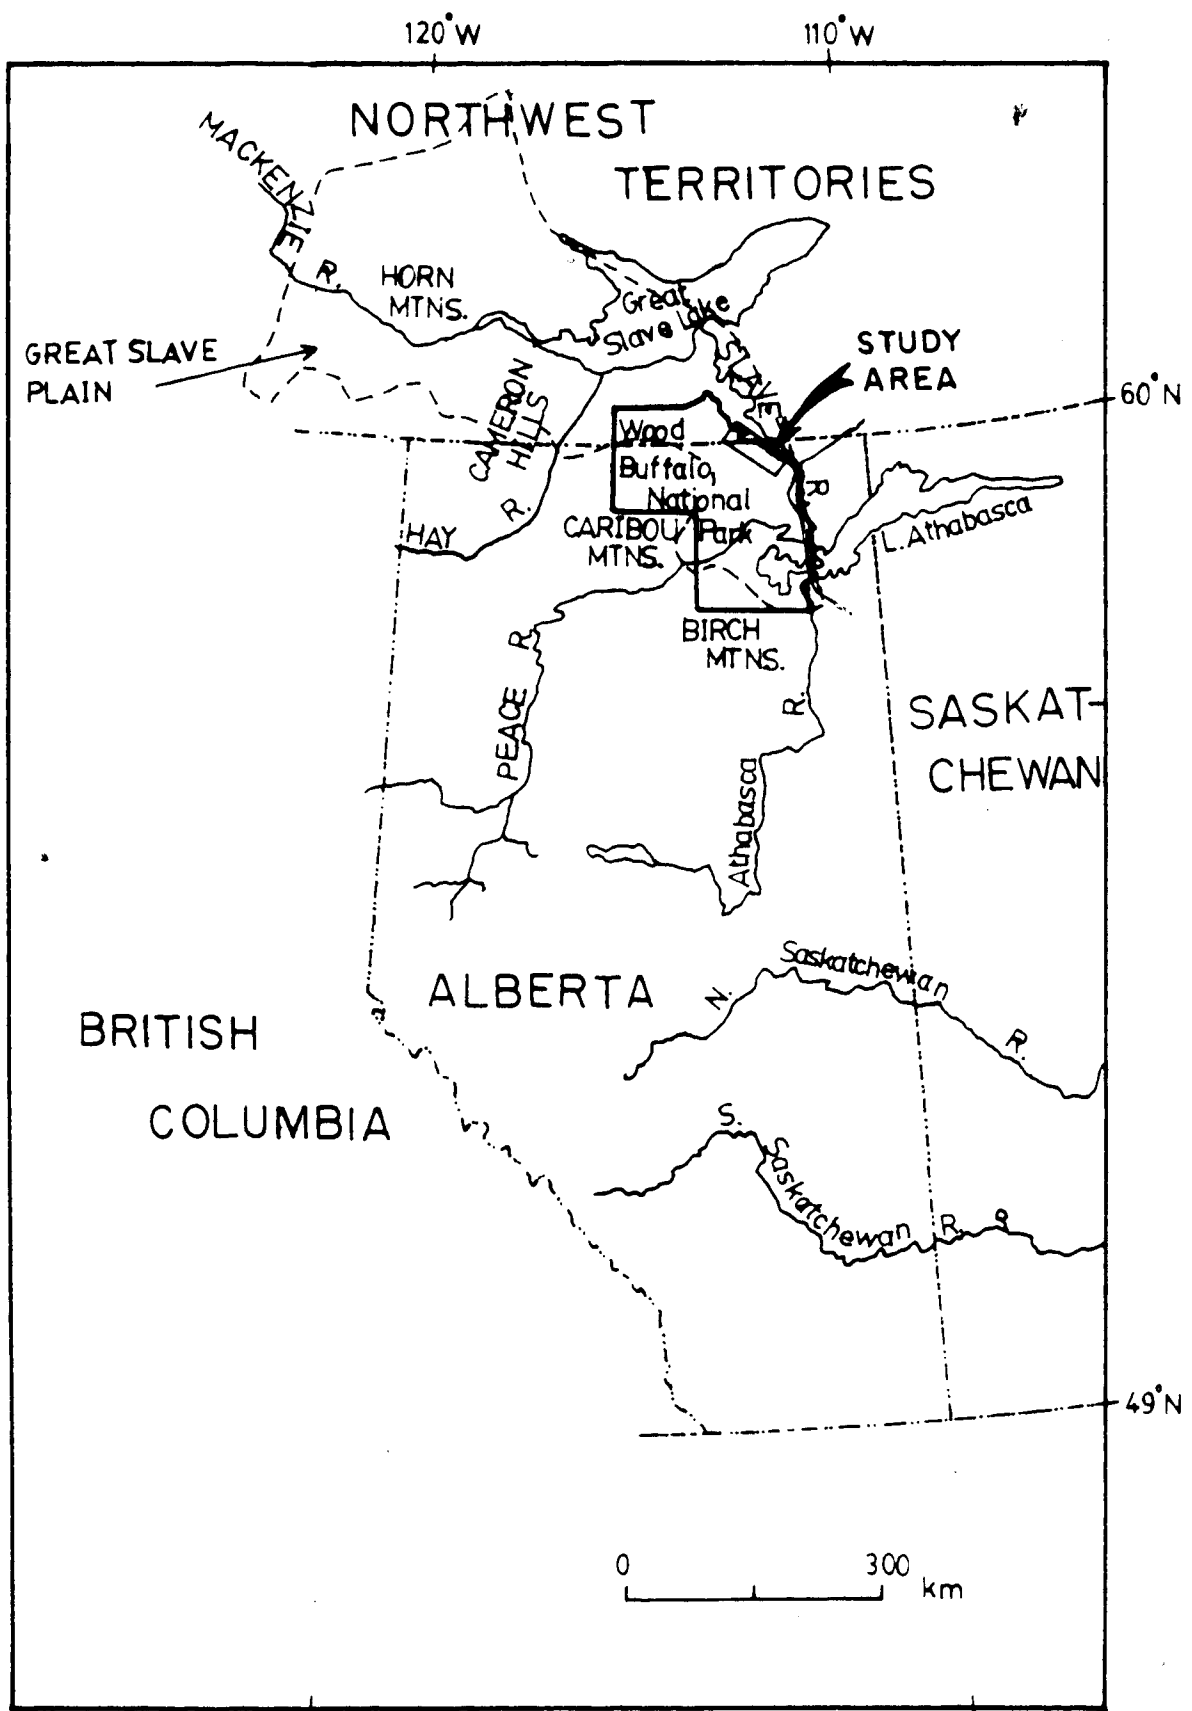 120°W
110°W
NORTHWEST
TERRITORIES
MACKENZIE
R.
HORN
MTNS.
Great
Slave Lake
GREAT SLAVE
PLAIN
STUDY
AREA
60°N
CAMERON
HILLS
Wood
Buffalo,
National
Park
R.
HAY
R.
CARIBOU
MTNS.
L. Athabasca
BIRCH
MTNS.
PEACE
R.
Athabasca
R.
SASKAT-
CHEWAN
ALBERTA
N.
Saskatchewan
R.
BRITISH
COLUMBIA
S.
Saskatchewan
R.
49°N
0
300
km